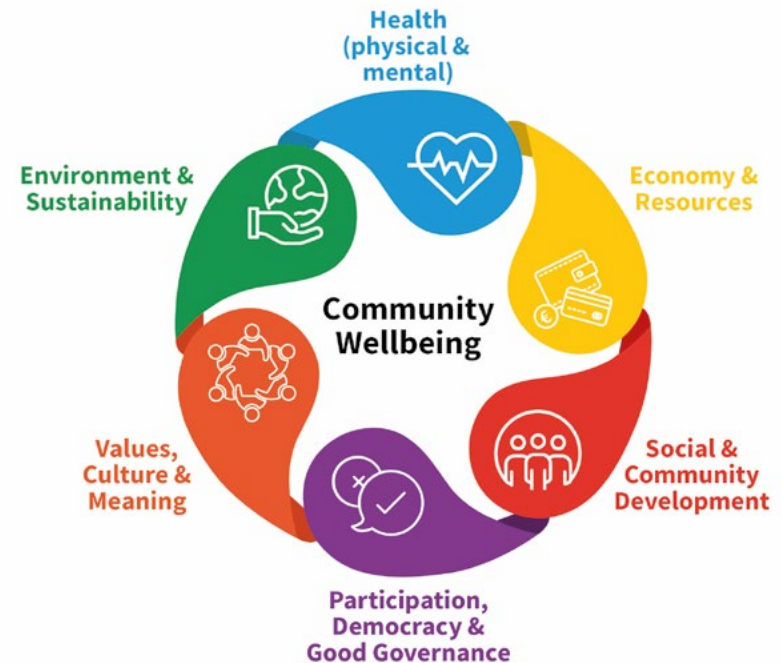 Health
(physical &
mental)
Environment &
Sustainability
Economy &
Resources
Community
Wellbeing
€
Values,
Culture &
Meaning
Social &
Community
Development
Participation,
Democracy &
Good Governance